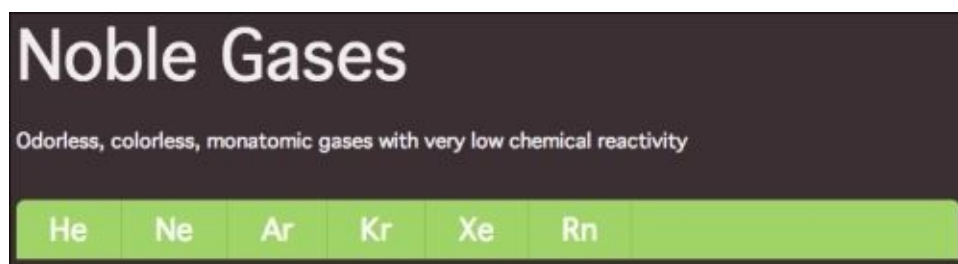 Noble Gases
Odorless, colorless, monatomic gases with very low chemical reactivity
He Ne Ar Kr Xe Rn